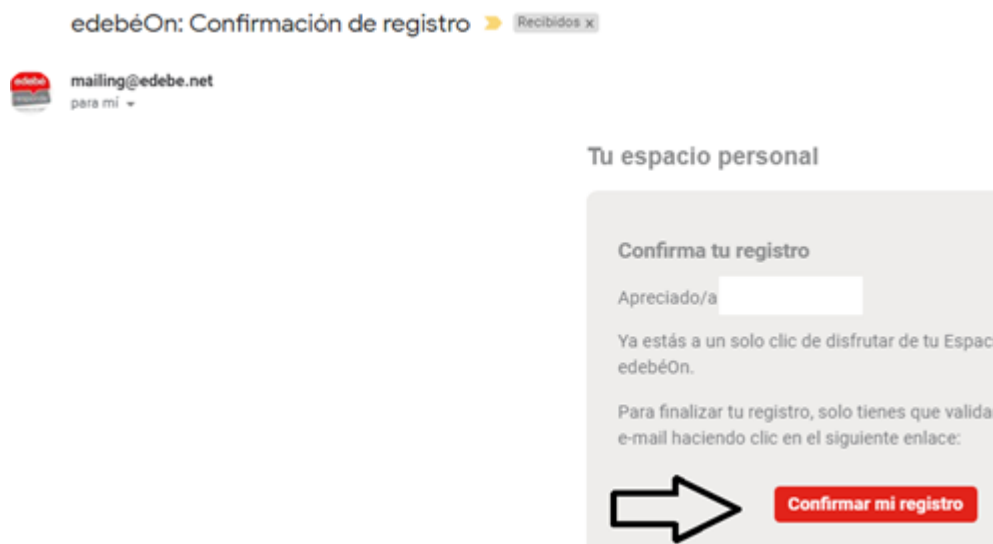 edebéOn: Confirmación de registro Recibidos x
edebé
mailing@edebe.net
para mí
Tu espacio personal
Confirma tu registro
Apreciado/a
Ya estás a un solo clic de disfrutar de tu Espac
edebéOn.
Para finalizar tu registro, solo tienes que valida
e-mail haciendo clic en el siguiente enlace:
Confirmar mi registro